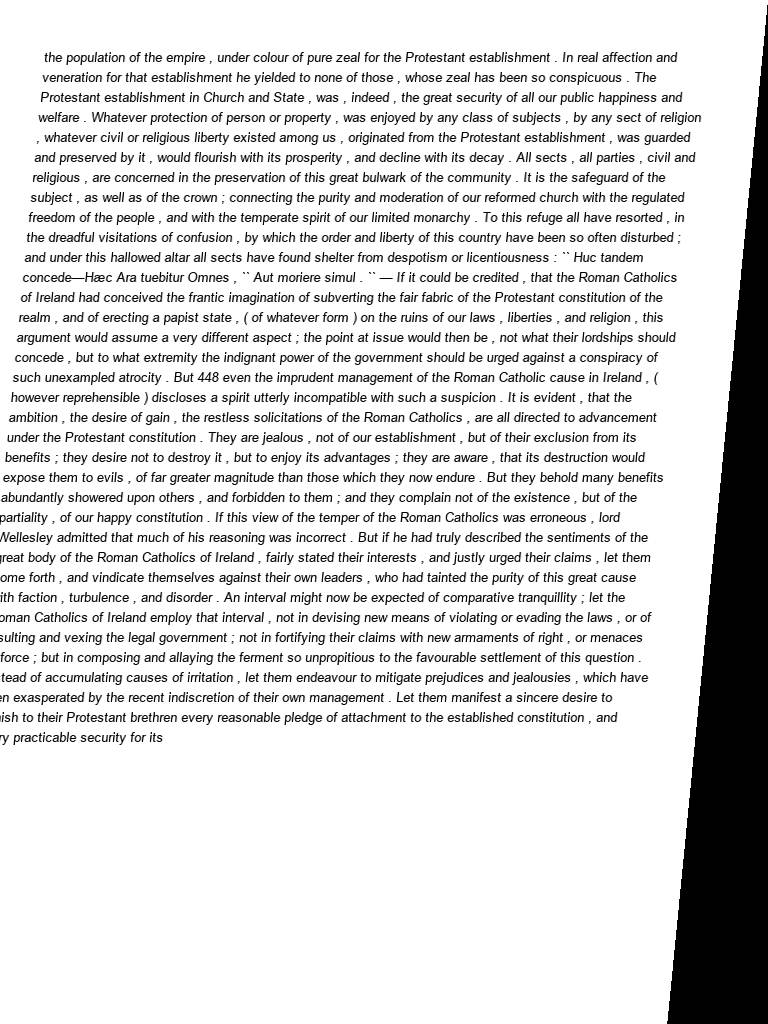 the population of the empire , under colour of pure zeal for the Protestant establishment . In real affection and
veneration for that establishment he yielded to none of those , whose zeal has been so conspicuous . The
Protestant establishment in Church and State , was , indeed , the great security of all our public happiness and
welfare . Whatever protection of person or property , was enjoyed by any class of subjects , by any sect of religion
, whatever civil or religious liberty existed among us , originated from the Protestant establishment , was guarded
and preserved by it , would flourish with its prosperity , and decline with its decay . All sects , all parties , civil and
religious , are concerned in the preservation of this great bulwark of the community . It is the safeguard of the
subject , as well as of the crown ; connecting the purity and moderation of our reformed church with the regulated
freedom of the people , and with the temperate spirit of our limited monarchy . To this refuge all have resorted , in
the dreadful visitations of confusion , by which the order and liberty of this country have been so often disturbed ;
and under this hallowed altar all sects have found shelter from despotism or licentiousness : `` Huc tandem
concede—Hæc Ara tuebitur Omnes , `` Aut moriere simul . `` — If it could be credited , that the Roman Catholics
of Ireland had conceived the frantic imagination of subverting the fair fabric of the Protestant constitution of the
realm , and of erecting a papist state , ( of whatever form ) on the ruins of our laws , liberties , and religion , this
argument would assume a very different aspect ; the point at issue would then be , not what their lordships should
concede , but to what extremity the indignant power of the government should be urged against a conspiracy of
such unexampled atrocity . But 448 even the imprudent management of the Roman Catholic cause in Ireland , (
however reprehensible ) discloses a spirit utterly incompatible with such a suspicion . It is evident , that the
ambition , the desire of gain , the restless solicitations of the Roman Catholics , are all directed to advancement
under the Protestant constitution . They are jealous , not of our establishment , but of their exclusion from its
benefits ; they desire not to destroy it , but to enjoy its advantages ; they are aware , that its destruction would
expose them to evils , of far greater magnitude than those which they now endure . But they behold many benefits
abundantly showered upon others , and forbidden to them ; and they complain not of the existence , but of the
partiality , of our happy constitution . If this view of the temper of the Roman Catholics was erroneous , lord
Wellesley admitted that much of his reasoning was incorrect . But if he had truly described the sentiments of the
great body of the Roman Catholics of Ireland , fairly stated their interests , and justly urged their claims , let them
ome forth , and vindicate themselves against their own leaders , who had tainted the purity of this great cause
ith faction , turbulence , and disorder . An interval might now be expected of comparative tranquillity ; let the
oman Catholics of Ireland employ that interval , not in devising new means of violating or evading the laws , or of
sulting and vexing the legal government ; not in fortifying their claims with new armaments of right , or menaces
force ; but in composing and allaying the ferment so unpropitious to the favourable settlement of this question .
tead of accumulating causes of irritation , let them endeavour to mitigate prejudices and jealousies , which have
en exasperated by the recent indiscretion of their own management . Let them manifest a sincere desire to
ish to their Protestant brethren every reasonable pledge of attachment to the established constitution , and
ry practicable security for its